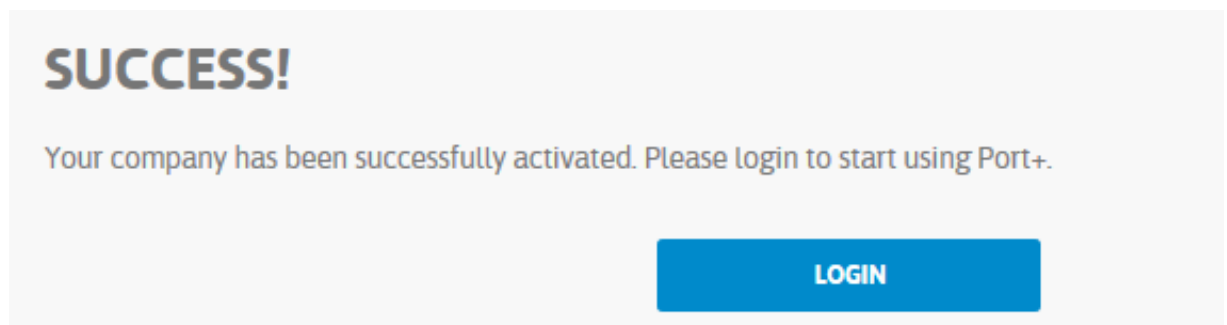 SUCCESS!
Your company has been successfully activated. Please login to start using Port+.
LOGIN